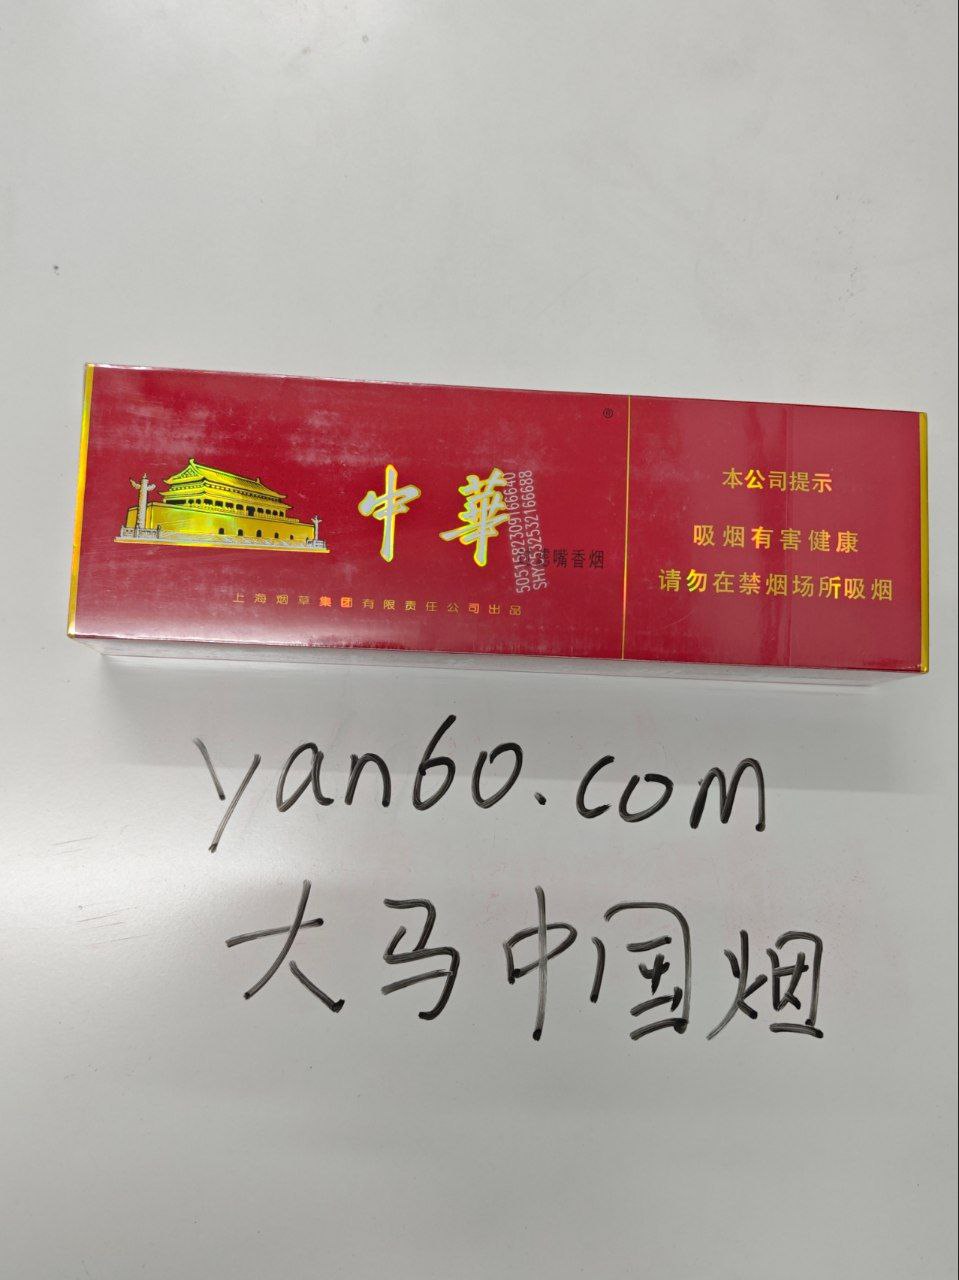 中華
®
5051582309166640
SHYC532532166688
嘴香烟
上海烟草集团有限责任公司出品
本公司提示
吸烟有害健康
请勿在禁烟场所吸烟
yan60.com
大马中国烟